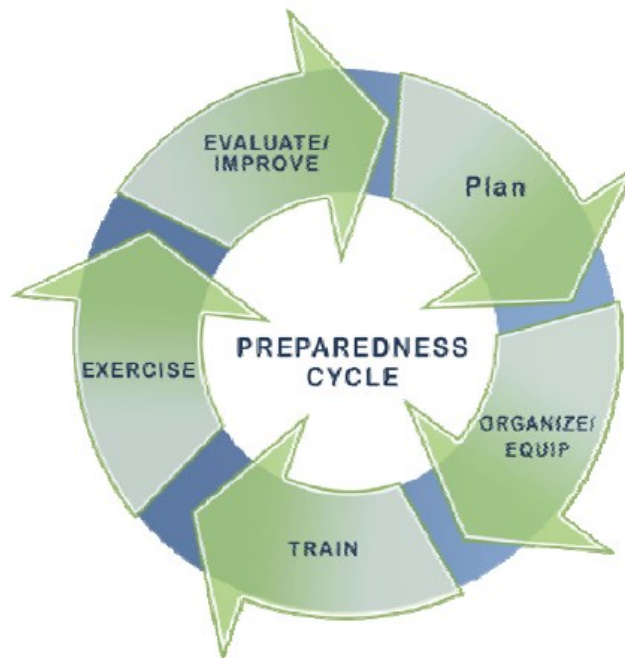 PREPAREDNESS
CYCLE
Plan
ORGANIZE/
EQUIP
TRAIN
EXERCISE
EVALUATE/
IMPROVE